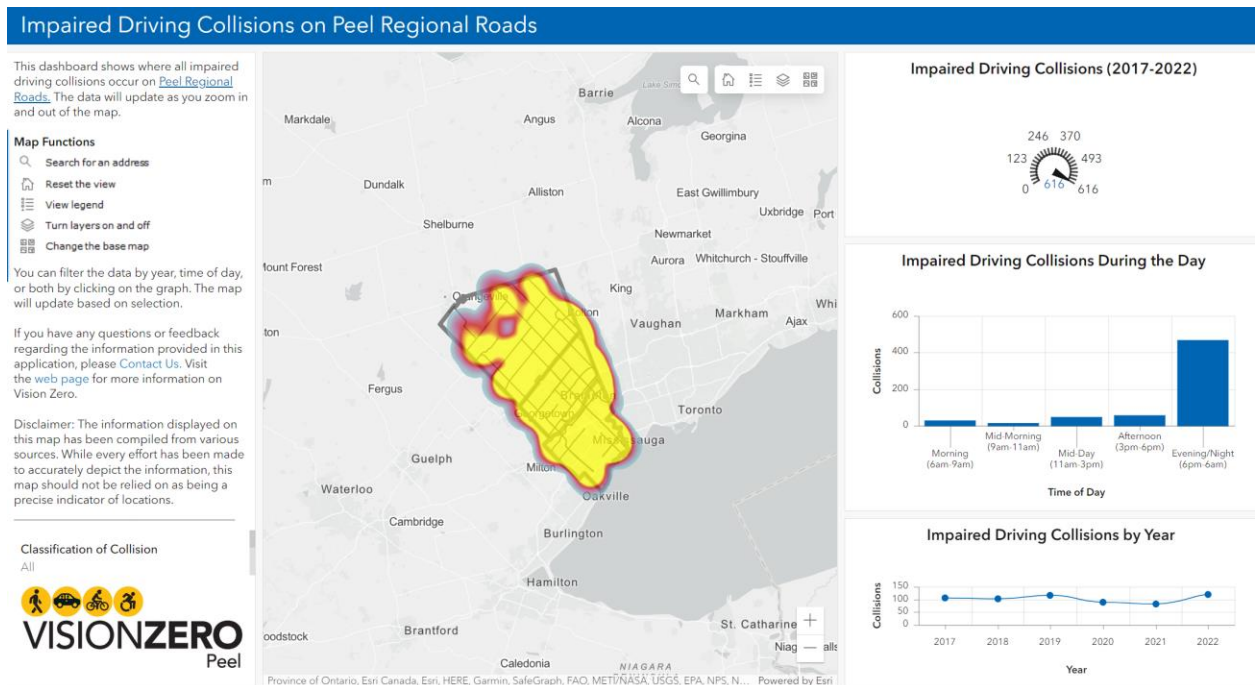 Impaired Driving Collisions on Peel Regional Roads
This dashboard shows where all impaired
driving collisions occur on Peel Regional
Roads. The data will update as you zoom in
and out of the map.
Map Functions
Search for an address
Reset the view
View legend
Turn layers on and off
Change the base map
You can filter the data by year, time of day,
or both by clicking on the graph. The map
will update based on selection.
If you have any questions or feedback
regarding the information provided in this
application, please Contact Us. Visit
the web page for more information on
Vision Zero.
Disclaimer: The information displayed on
this map has been compiled from various
sources. While every effort has been made
to accurately depict the information, this
map should not be relied on as being a
precise indicator of locations.
Classification of Collision
All
VISIONZERO
Peel
Barrie
Markdale
Angus
Alcona
Georgina
m
Dundalk
Alliston
East Gwillimbury
Uxbridge
Port
Shelburne
Newmarket
Mount Forest
Aurora
Whitchurch - Stouffville
Orangeville
King
Whi
Vaughan
Markham
Ajax
ton
Fergus
Georgetown
Toronto
Mississauga
Guelph
Milton
Waterloo
Oakville
Cambridge
Burlington
Hamilton
oodstock
Brantford
St. Catharine
Niag
alls
Caledonia
NIAGARA
Province of Ontario, Esri Canada, Esri, HERE, Garmin, SafeGraph, FAO, METI/NASA, USGS, EPA, NPS, N...
Powered by Esri
Impaired Driving Collisions (2017-2022)
246 370
123 493
0 616 616
Impaired Driving Collisions During the Day
600
400
200
0
Collisions
Morning
(6am-9am)
Mid-Morning
(9am-11am)
Mid-Day
(11am-3pm)
Afternoon
(3pm-6pm)
Evening/Night
(6pm-6am)
Time of Day
Impaired Driving Collisions by Year
150
100
50
0
Collisions
2017 2018 2019 2020 2021 2022
Year